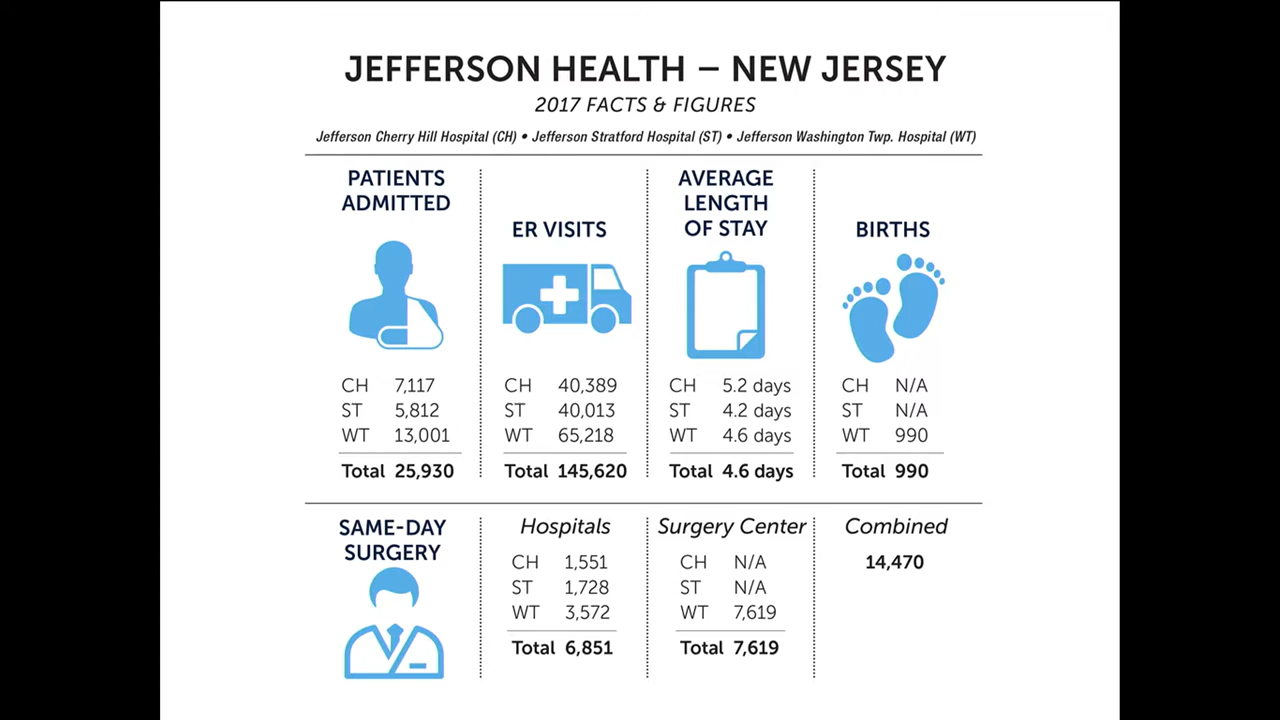 JEFFERSON HEALTH – NEW JERSEY
2017 FACTS & FIGURES
Jefferson Cherry Hill Hospital (CH) • Jefferson Stratford Hospital (ST) • Jefferson Washington Twp. Hospital (WT)
PATIENTS
ADMITTED
CH 7,117
ST 5,812
WT 13,001
Total 25,930
ER VISITS
CH 40,389
ST 40,013
WT 65,218
Total 145,620
AVERAGE
LENGTH
OF STAY
CH 5.2 days
ST 4.2 days
WT 4.6 days
Total 4.6 days
BIRTHS
CH N/A
ST N/A
WT 990
Total 990
SAME-DAY
SURGERY
Hospitals
CH 1,551
ST 1,728
WT 3,572
Total 6,851
Surgery Center
CH N/A
ST N/A
WT 7,619
Total 7,619
Combined
14,470